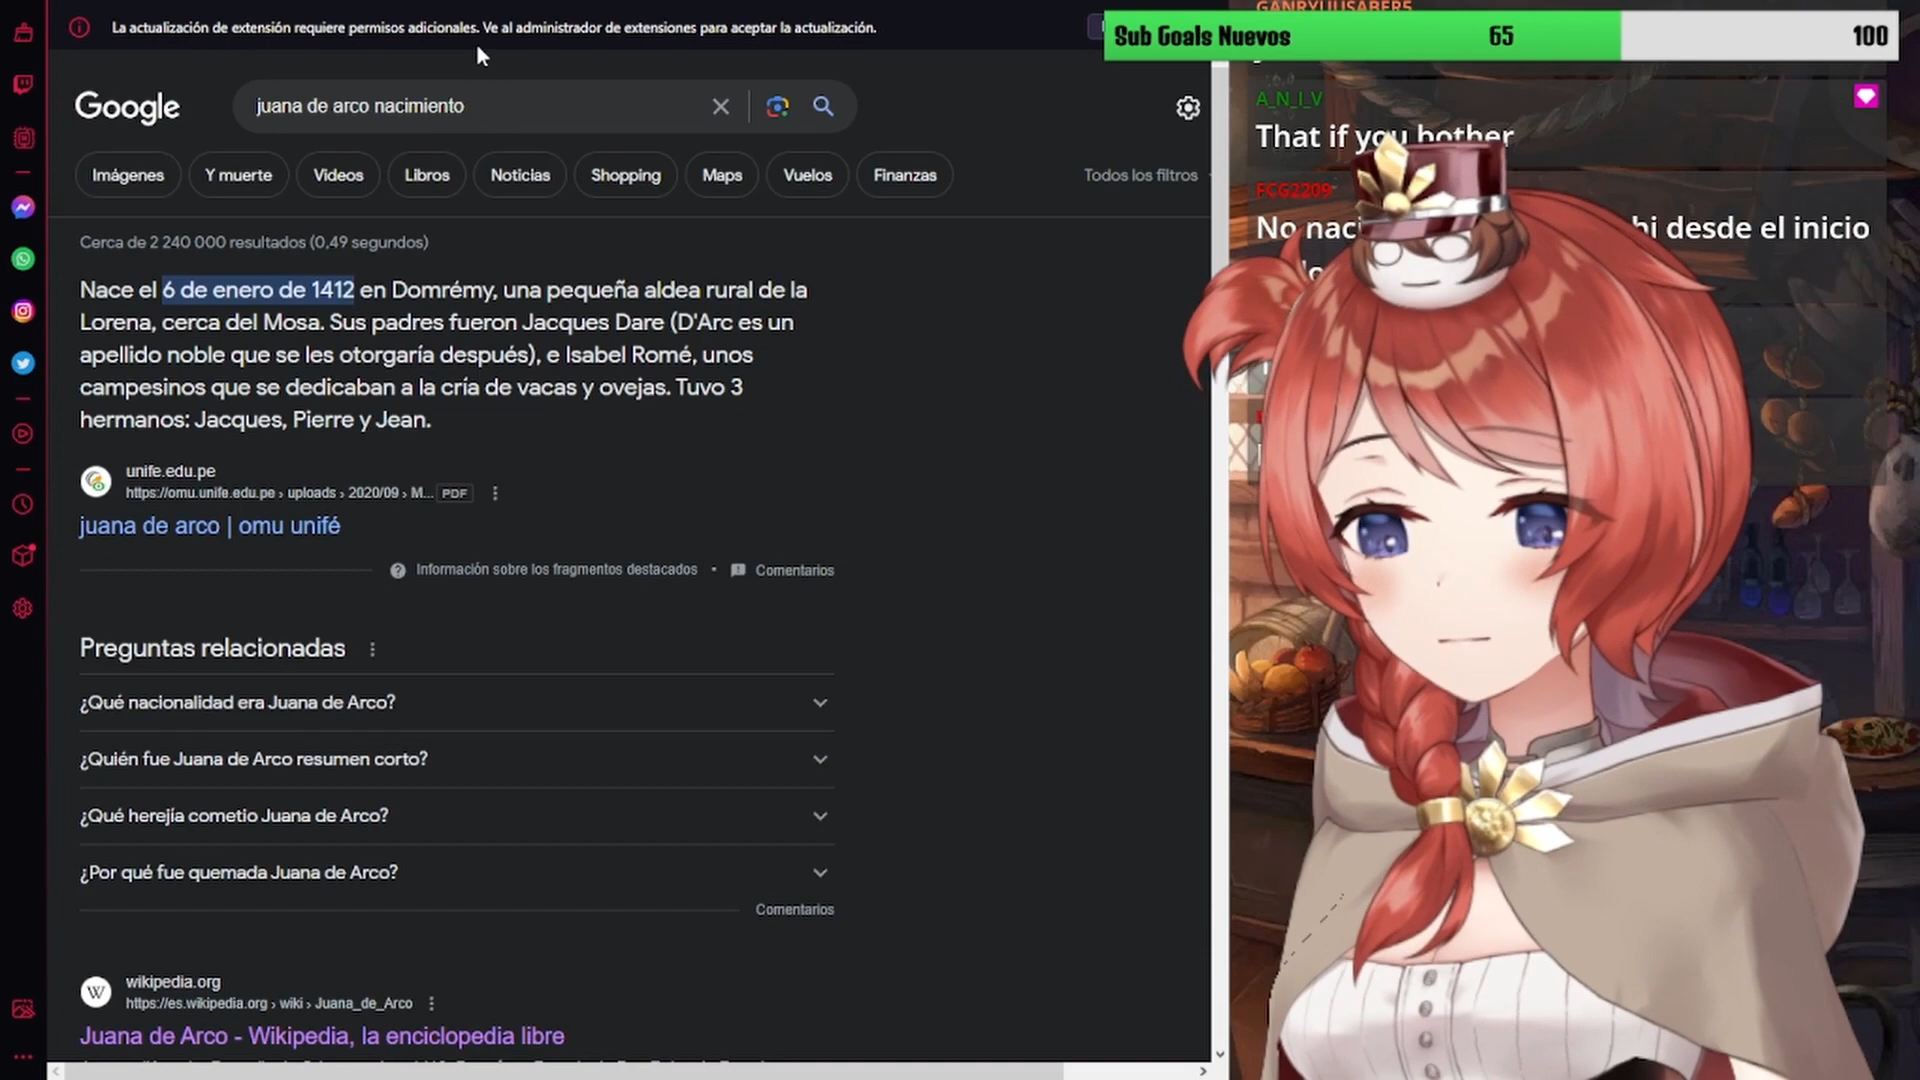 La actualización de extensión requiere permisos adicionales. Ve al administrador de extensiones para aceptar la actualización.
Sub Goals Nuevos 65 100
Google
juana de arco nacimiento
Imágenes
Y muerte
Videos
Libros
Noticias
Shopping
Maps
Vuelos
Finanzas
Todos los filtros
Cerca de 2 240 000 resultados (0,49 segundos)
Nace el 6 de enero de 1412 en Domrémy, una pequeña aldea rural de la
Lorena, cerca del Mosa. Sus padres fueron Jacques Dare (D'Arc es un
apellido noble que se les otorgaría después), e Isabel Romé, unos
campesinos que se dedicaban a la cría de vacas y ovejas. Tuvo 3
hermanos: Jacques, Pierre y Jean.
unife.edu.pe
https://omu.unife.edu.pe › uploads › 2020/09 › M... PDF
juana de arco | omu unifé
Información sobre los fragmentos destacados • Comentarios
Preguntas relacionadas
¿Qué nacionalidad era Juana de Arco?
¿Quién fue Juana de Arco resumen corto?
¿Qué herejía cometio Juana de Arco?
¿Por qué fue quemada Juana de Arco?
Comentarios
W
wikipedia.org
https://es.wikipedia.org › wiki › Juana_de_Arco
Juana de Arco - Wikipedia, la enciclopedia libre
GANRYUUSABER5
A_N_I_V
That if you bother
FCG2209
No naci
desde el inicio